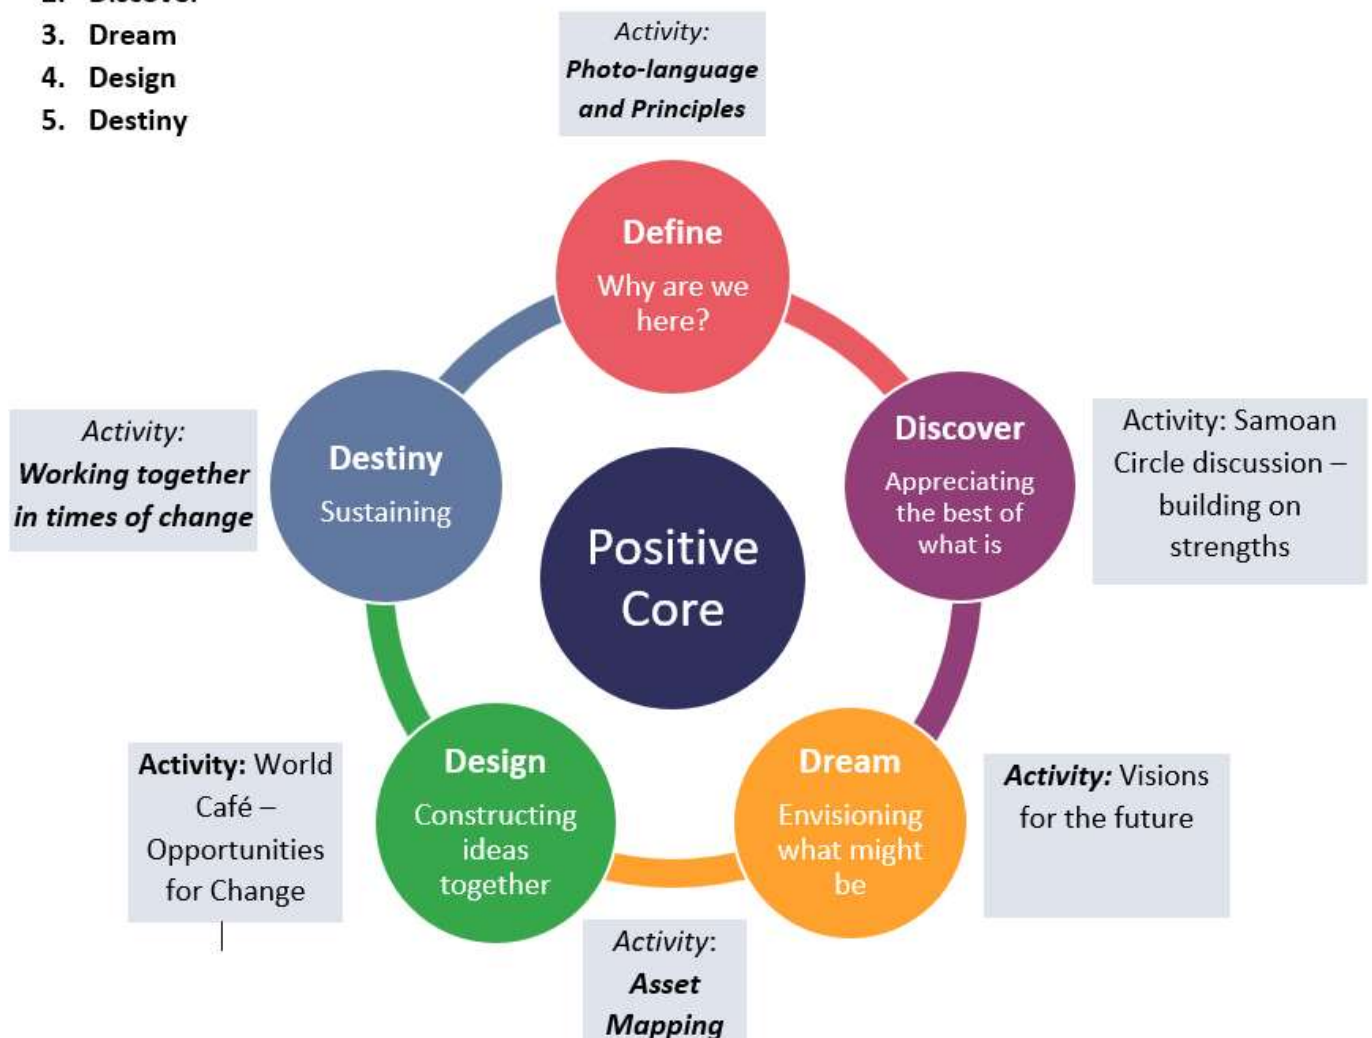 2. Discover
3. Dream
4. Design
5. Destiny
Activity:
Photo-language
and Principles
Define
Why are we
here?
Discover
Appreciating
the best of
what is
Activity: Samoan
Circle discussion –
building on
strengths
Activity:
Working together
in times of change
Destiny
Sustaining
Positive
Core
Design
Constructing
ideas
together
Dream
Envisioning
what might
be
Activity: World
Café –
Opportunities
for Change
Activity: Visions
for the future
Activity:
Asset
Mapping